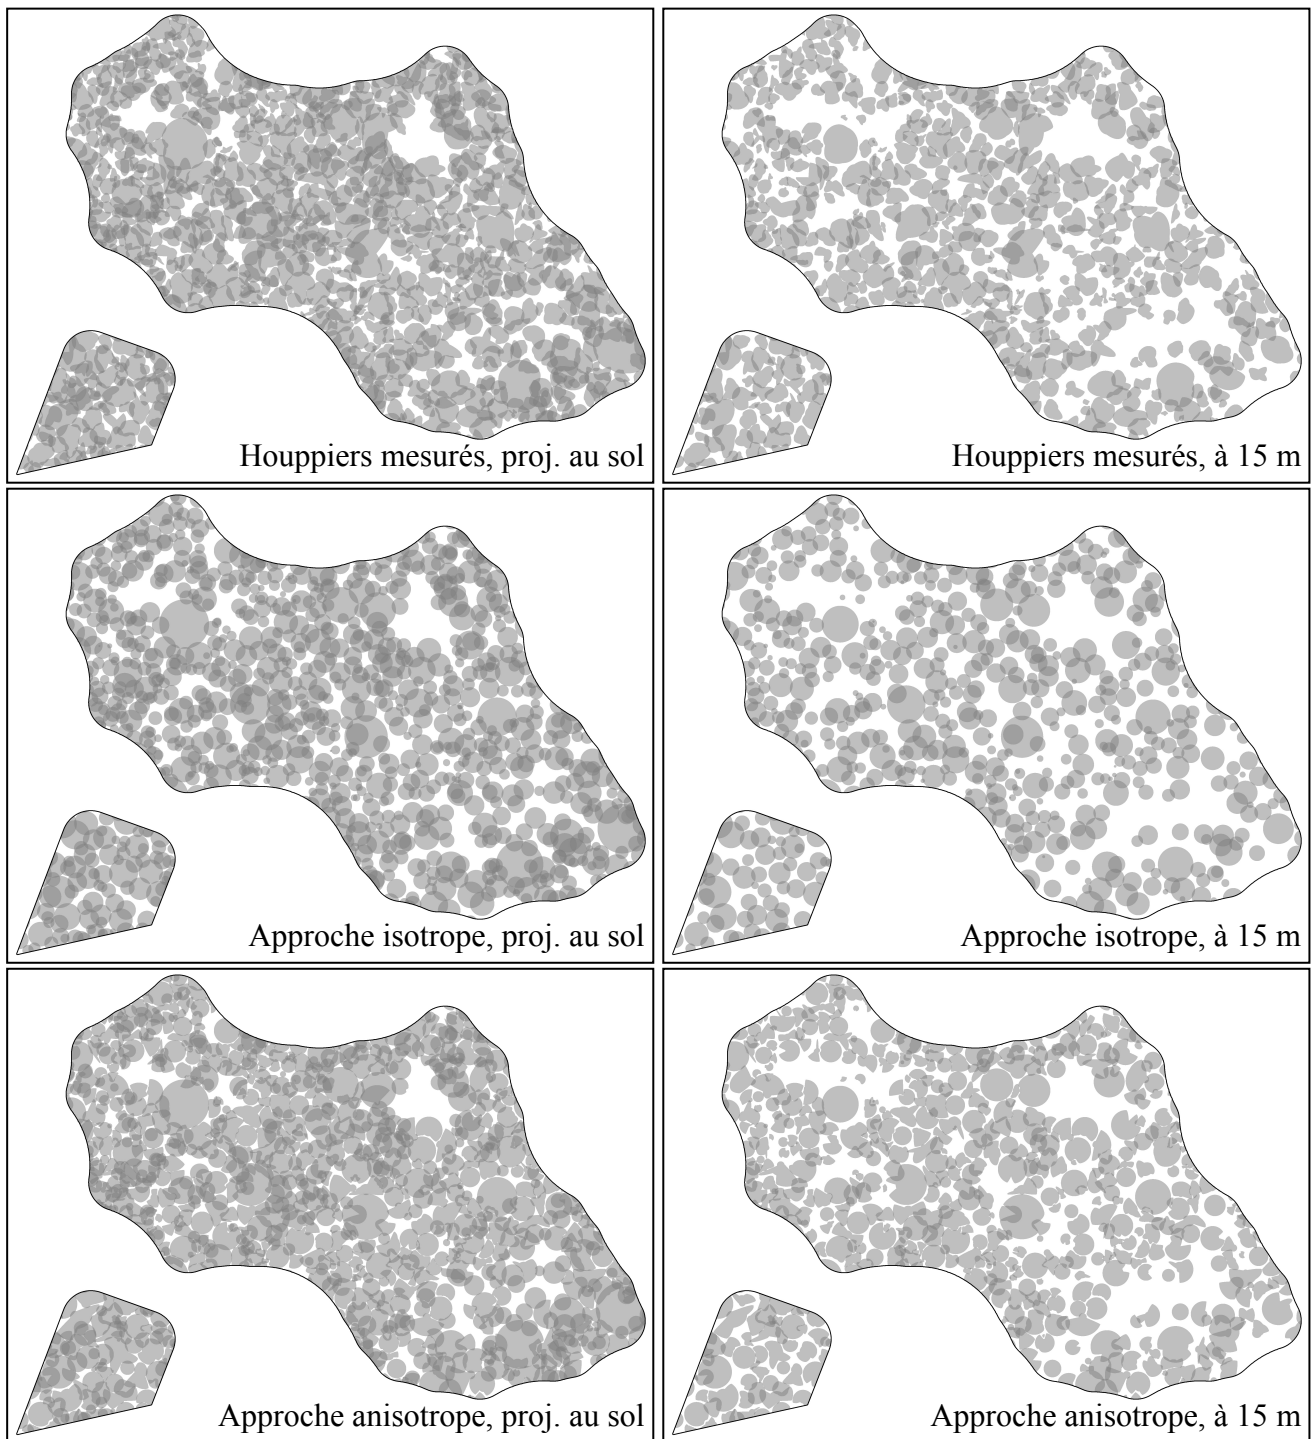 Houppiers mesurés, proj. au sol
Houppiers mesurés, à 15 m
Approche isotrope, proj. au sol
Approche isotrope, à 15 m
Approche anisotrope, proj. au sol
Approche anisotrope, à 15 m